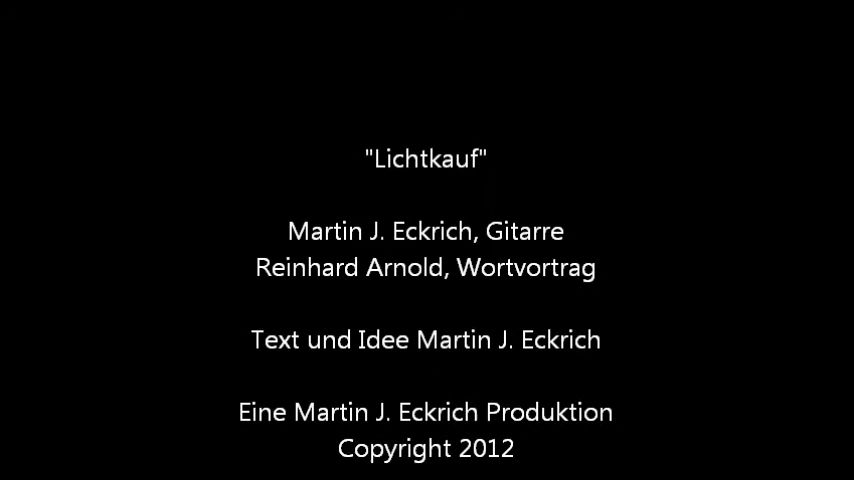 "Lichtkauf"
Martin J. Eckrich, Gitarre
Reinhard Arnold, Wortvortrag
Text und Idee Martin J. Eckrich
Eine Martin J. Eckrich Produktion
Copyright 2012